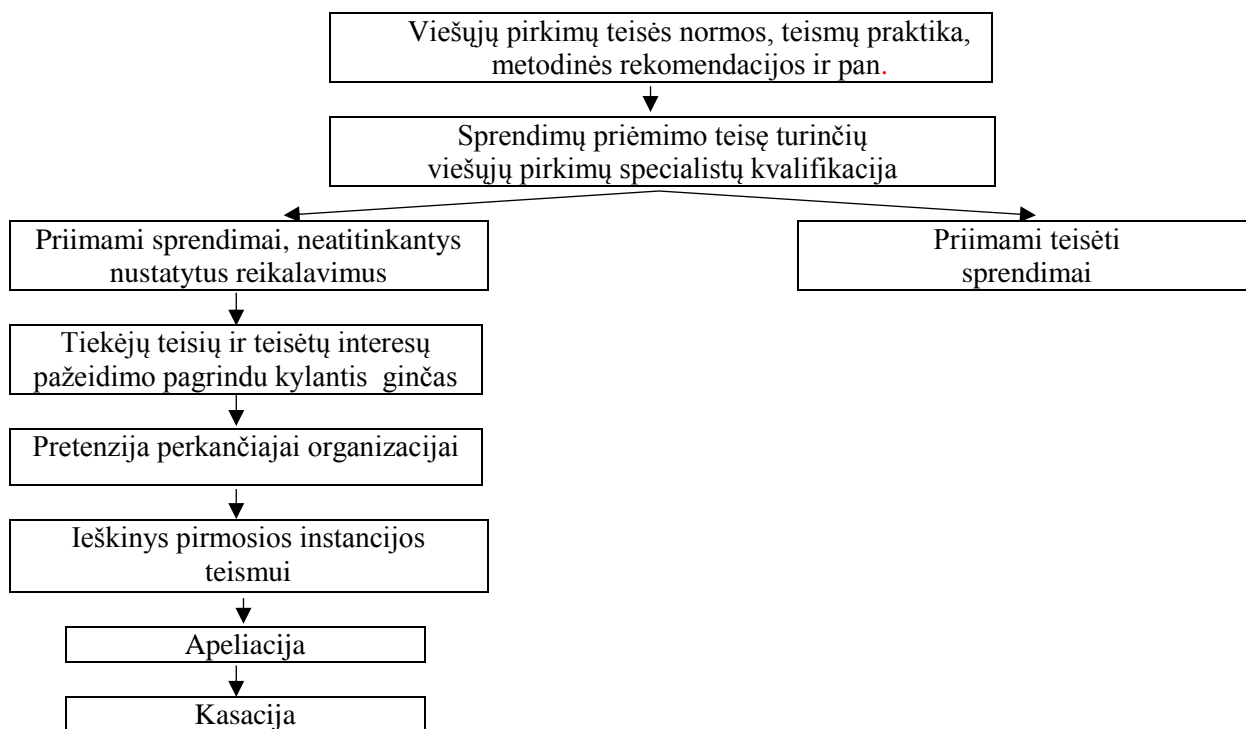 Viešųjų pirkimų teisės normos, teismų praktika,
metodinės rekomendacijos ir pan.
Sprendimų priėmimo teisę turinčių
viešųjų pirkimų specialistų kvalifikacija
Priimami sprendimai, neatitinkantys
nustatytus reikalavimus
Priimami teisėti
sprendimai
Tiekėjų teisių ir teisėtų interesų
pažeidimo pagrindu kylantis ginčas
Pretenzija perkančiajai organizacijai
Ieškinys pirmosios instancijos
teismui
Apeliacija
Kasacija